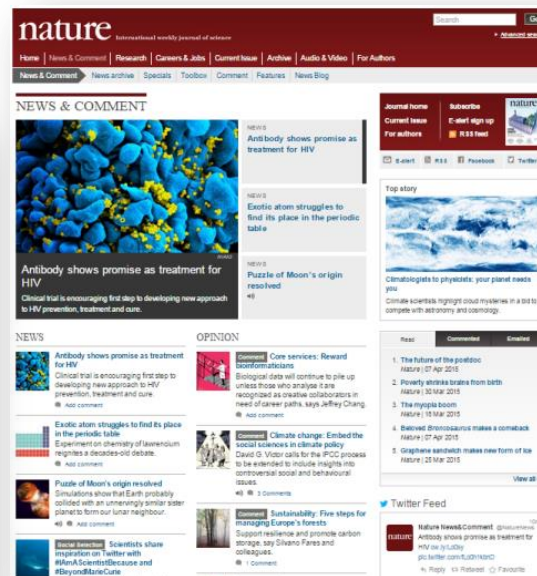 nature International weekly journal of science
Search Go
Advanced sea
Home News & Comment Research Careers & Jobs Current Issue Archive Audio & Video For Authors
News & Comment News archive Specials Toolbox Comment Features News Blog
NEWS & COMMENT
NEWS
Antibody shows promise as
treatment for HIV
NEWS
Exotic atom struggles to
find its place in the periodic
table
NEWS
Puzzle of Moon's origin
resolved
Antibody shows promise as treatment for
HIV
Clinical trial is encouraging first step to developing new approach
to HIV prevention, treatment and cure.
Journal home
Current Issue
For authors
Subscribe
E-alert sign up
RSS feed
nature
E-alert RSS Facebook Twitter
Top story
Climatologists to physicists: your planet needs
you
Climate scientists highlight cloud mysteries in a bid to
compete with astronomy and cosmology.
NEWS
Antibody shows promise as treatment
for HIV
Clinical trial is encouraging first step to
developing new approach to HIV
prevention, treatment and cure.
Add comment
Exotic atom struggles to find its place
in the periodic table
Experiment on chemistry of lawrencium
reignites a decades-old debate.
Add comment
Puzzle of Moon's origin resolved
Simulations show that Earth probably
collided with an unnervingly similar sister
planet to form our lunar neighbour.
Add comment
Social Selection Scientists share
inspiration on Twitter with
#IAmAScientistBecause and
#BeyondMarieCurie
OPINION
Comment Core services: Reward
bioinformaticians
Biological data will continue to pile up
unless those who analyse it are
recognized as creative collaborators in
need of career paths, says Jeffrey Chang.
Add comment
Comment Climate change: Embed the
social sciences in climate policy
David G. Victor calls for the IPCC process
to be extended to include insights into
controversial social and behavioural
issues.
3 Comments
Comment Sustainability: Five steps for
managing Europe's forests
Support resilience and promote carbon
storage, say Silvano Fares and
colleagues.
1 Comment
Read Commented Emailed
1. The future of the postdoc
Nature | 07 Apr 2015
2. Poverty shrinks brains from birth
Nature | 30 Mar 2015
3. The myopia boom
Nature | 18 Mar 2015
4. Beloved Brontosaurus makes a comeback
Nature | 07 Apr 2015
5. Graphene sandwich makes new form of ice
Nature | 25 Mar 2015
View all
Twitter Feed
nature
Nature News&Comment @NatureNews
Antibody shows promise as treatment for
HIV
Reply Retweet Favourite